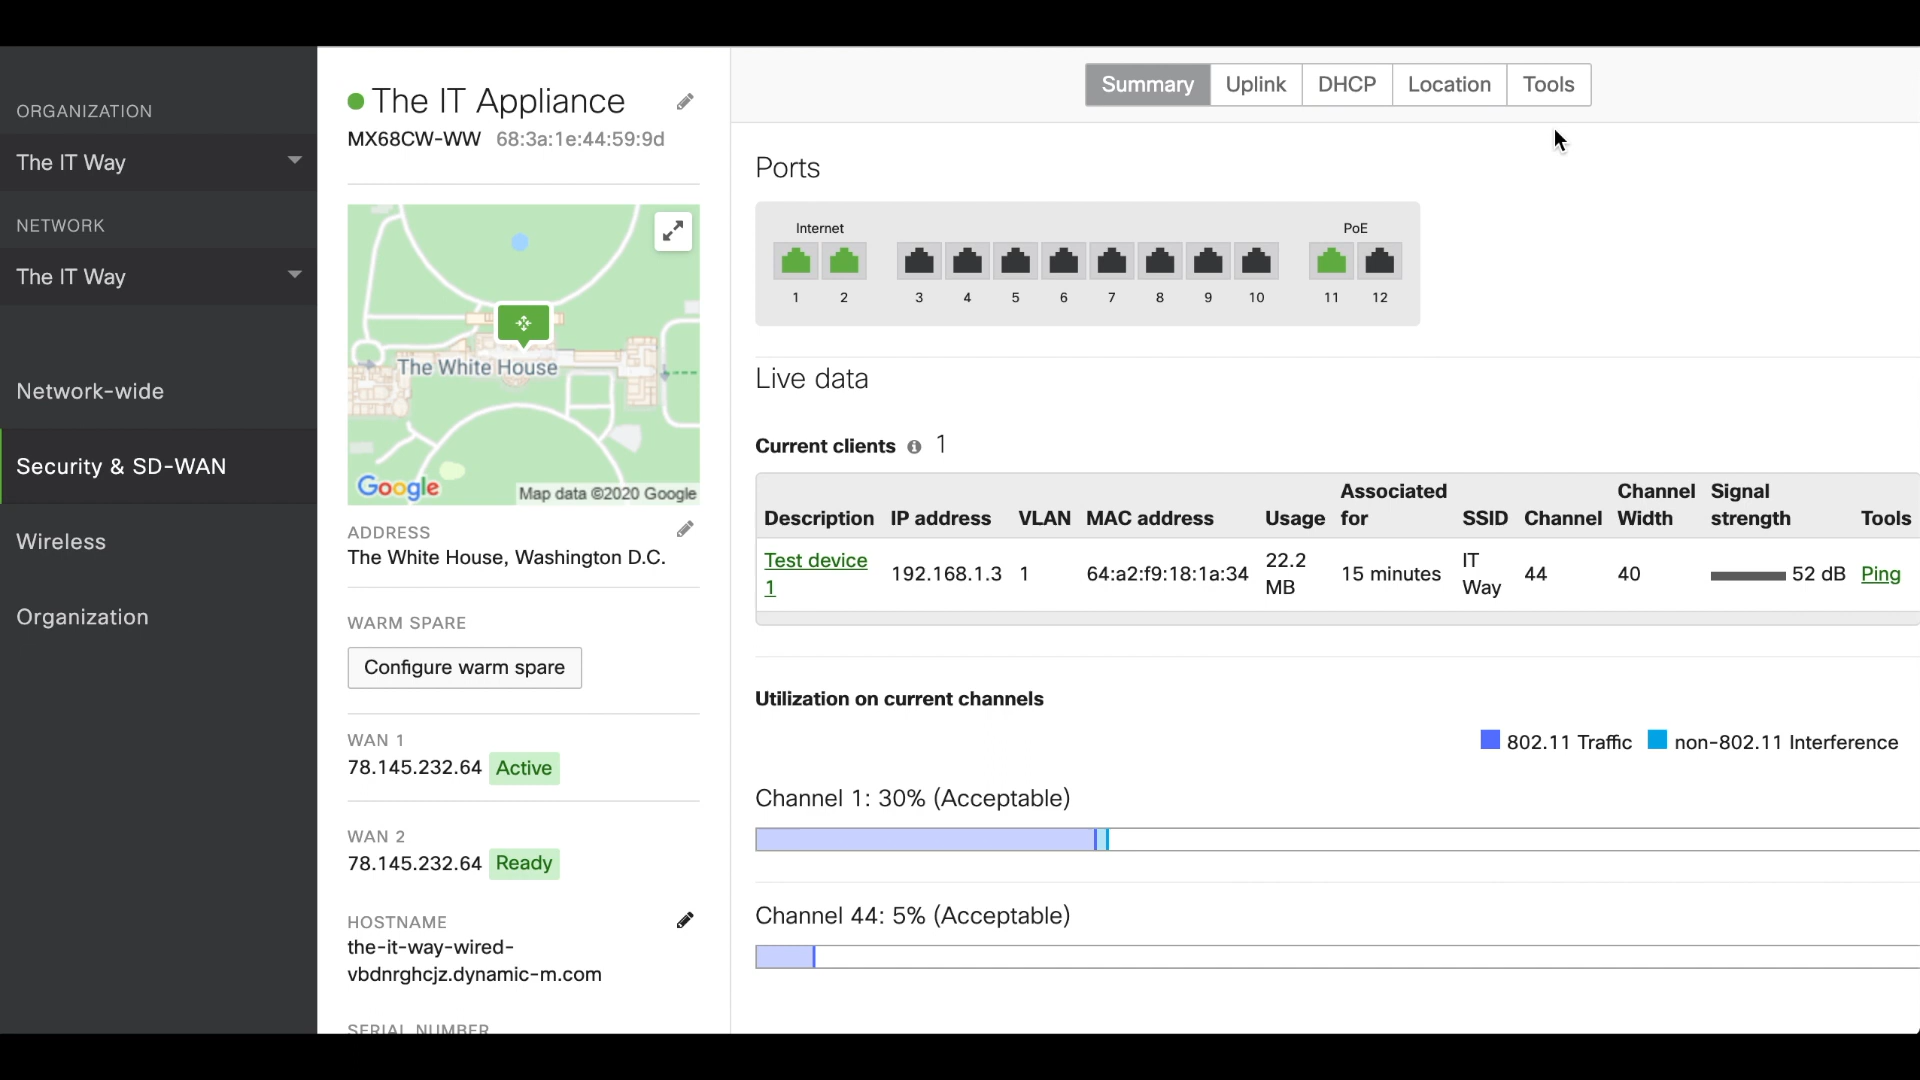 ORGANIZATION
The IT Way
NETWORK
The IT Way
Network-wide
Security & SD-WAN
Wireless
Organization
The IT Appliance
MX68CW-WW 68:3a:1e:44:59:9d
The White House
Google
Map data ©2020 Google
ADDRESS
The White House, Washington D.C.
WARM SPARE
Configure warm spare
WAN 1
78.145.232.64 Active
WAN 2
78.145.232.64 Ready
HOSTNAME
the-it-way-wired-
vbdnrghcjz.dynamic-m.com
SERIAL NUMBER
Summary Uplink DHCP Location Tools
Ports
Internet PoE
1 2 3 4 5 6 7 8 9 10 11 12
Live data
Current clients i 1
Associated Channel Signal
Description IP address VLAN MAC address Usage for SSID Channel Width strength Tools
Test device 22.2 IT
192.168.1.3 1 64:a2:f9:18:1a:34 15 minutes 44 40 52 dB Ping
1 MB Way
Utilization on current channels
802.11 Traffic non-802.11 Interference
Channel 1: 30% (Acceptable)
Channel 44: 5% (Acceptable)